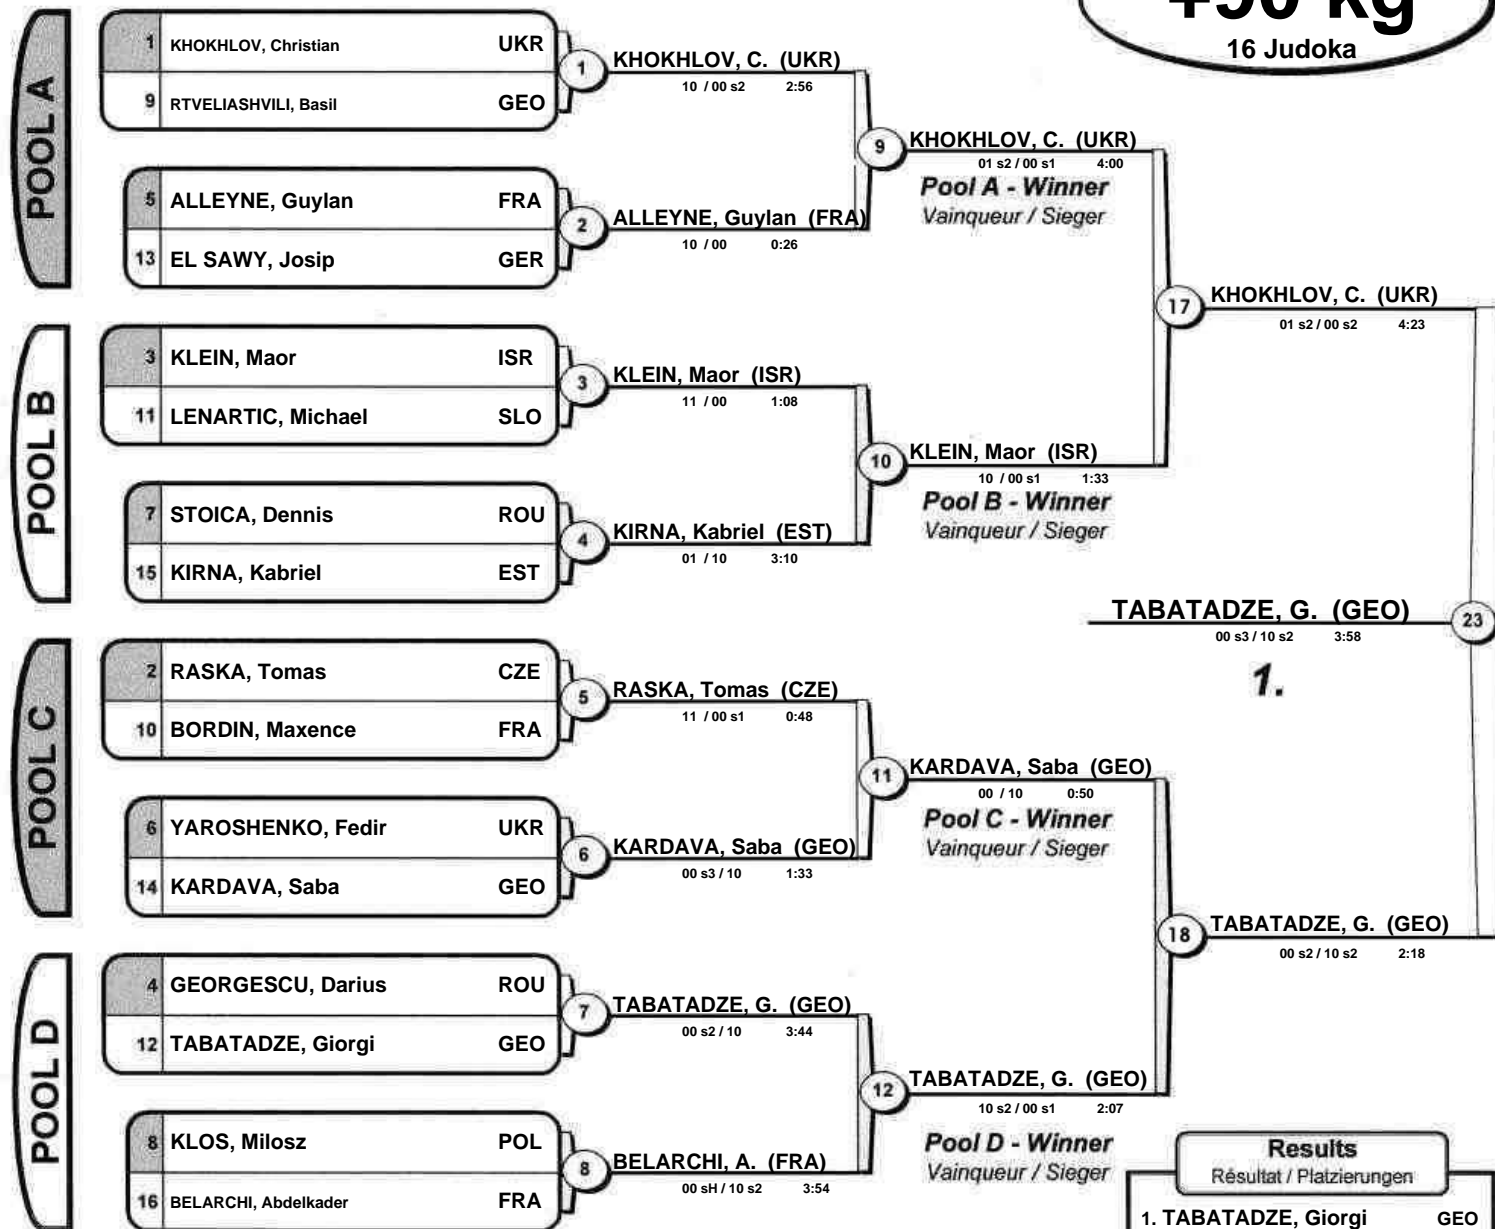 +90 kg
16 Judoka
POOL A
1 KHOKHLOV, Christian UKR
9 RTVELIASHVILI, Basil GEO
1
KHOKHLOV, C. (UKR)
10 / 00 s2 2:56
5 ALLEYNE, Guylan FRA
13 EL SAWY, Josip GER
2
ALLEYNE, Guylan (FRA)
10 / 00 0:26
9
KHOKHLOV, C. (UKR)
01 s2 / 00 s1 4:00
Pool A - Winner
Vainqueur / Sieger
POOL B
3 KLEIN, Maor ISR
11 LENARTIC, Michael SLO
3
KLEIN, Maor (ISR)
11 / 00 1:08
7 STOICA, Dennis ROU
15 KIRNA, Kabriel EST
4
KIRNA, Kabriel (EST)
01 / 10 3:10
10
KLEIN, Maor (ISR)
10 / 00 s1 1:33
Pool B - Winner
Vainqueur / Sieger
17
KHOKHLOV, C. (UKR)
01 s2 / 00 s2 4:23
TABATADZE, G. (GEO)
23
00 s3 / 10 s2 3:58
1.
POOL C
2 RASKA, Tomas CZE
10 BORDIN, Maxence FRA
5
RASKA, Tomas (CZE)
11 / 00 s1 0:48
6 YAROSHENKO, Fedir UKR
14 KARDAVA, Saba GEO
6
KARDAVA, Saba (GEO)
00 s3 / 10 1:33
11
KARDAVA, Saba (GEO)
00 / 10 0:50
Pool C - Winner
Vainqueur / Sieger
POOL D
4 GEORGESCU, Darius ROU
12 TABATADZE, Giorgi GEO
7
TABATADZE, G. (GEO)
00 s2 / 10 3:44
8 KLOS, Milosz POL
16 BELARCHI, Abdelkader FRA
8
BELARCHI, A. (FRA)
00 sH / 10 s2 3:54
12
TABATADZE, G. (GEO)
10 s2 / 00 s1 2:07
Pool D - Winner
Vainqueur / Sieger
18
TABATADZE, G. (GEO)
00 s2 / 10 s2 2:18
Results
Résultat / Platzierungen
1. TABATADZE, Giorgi GEO